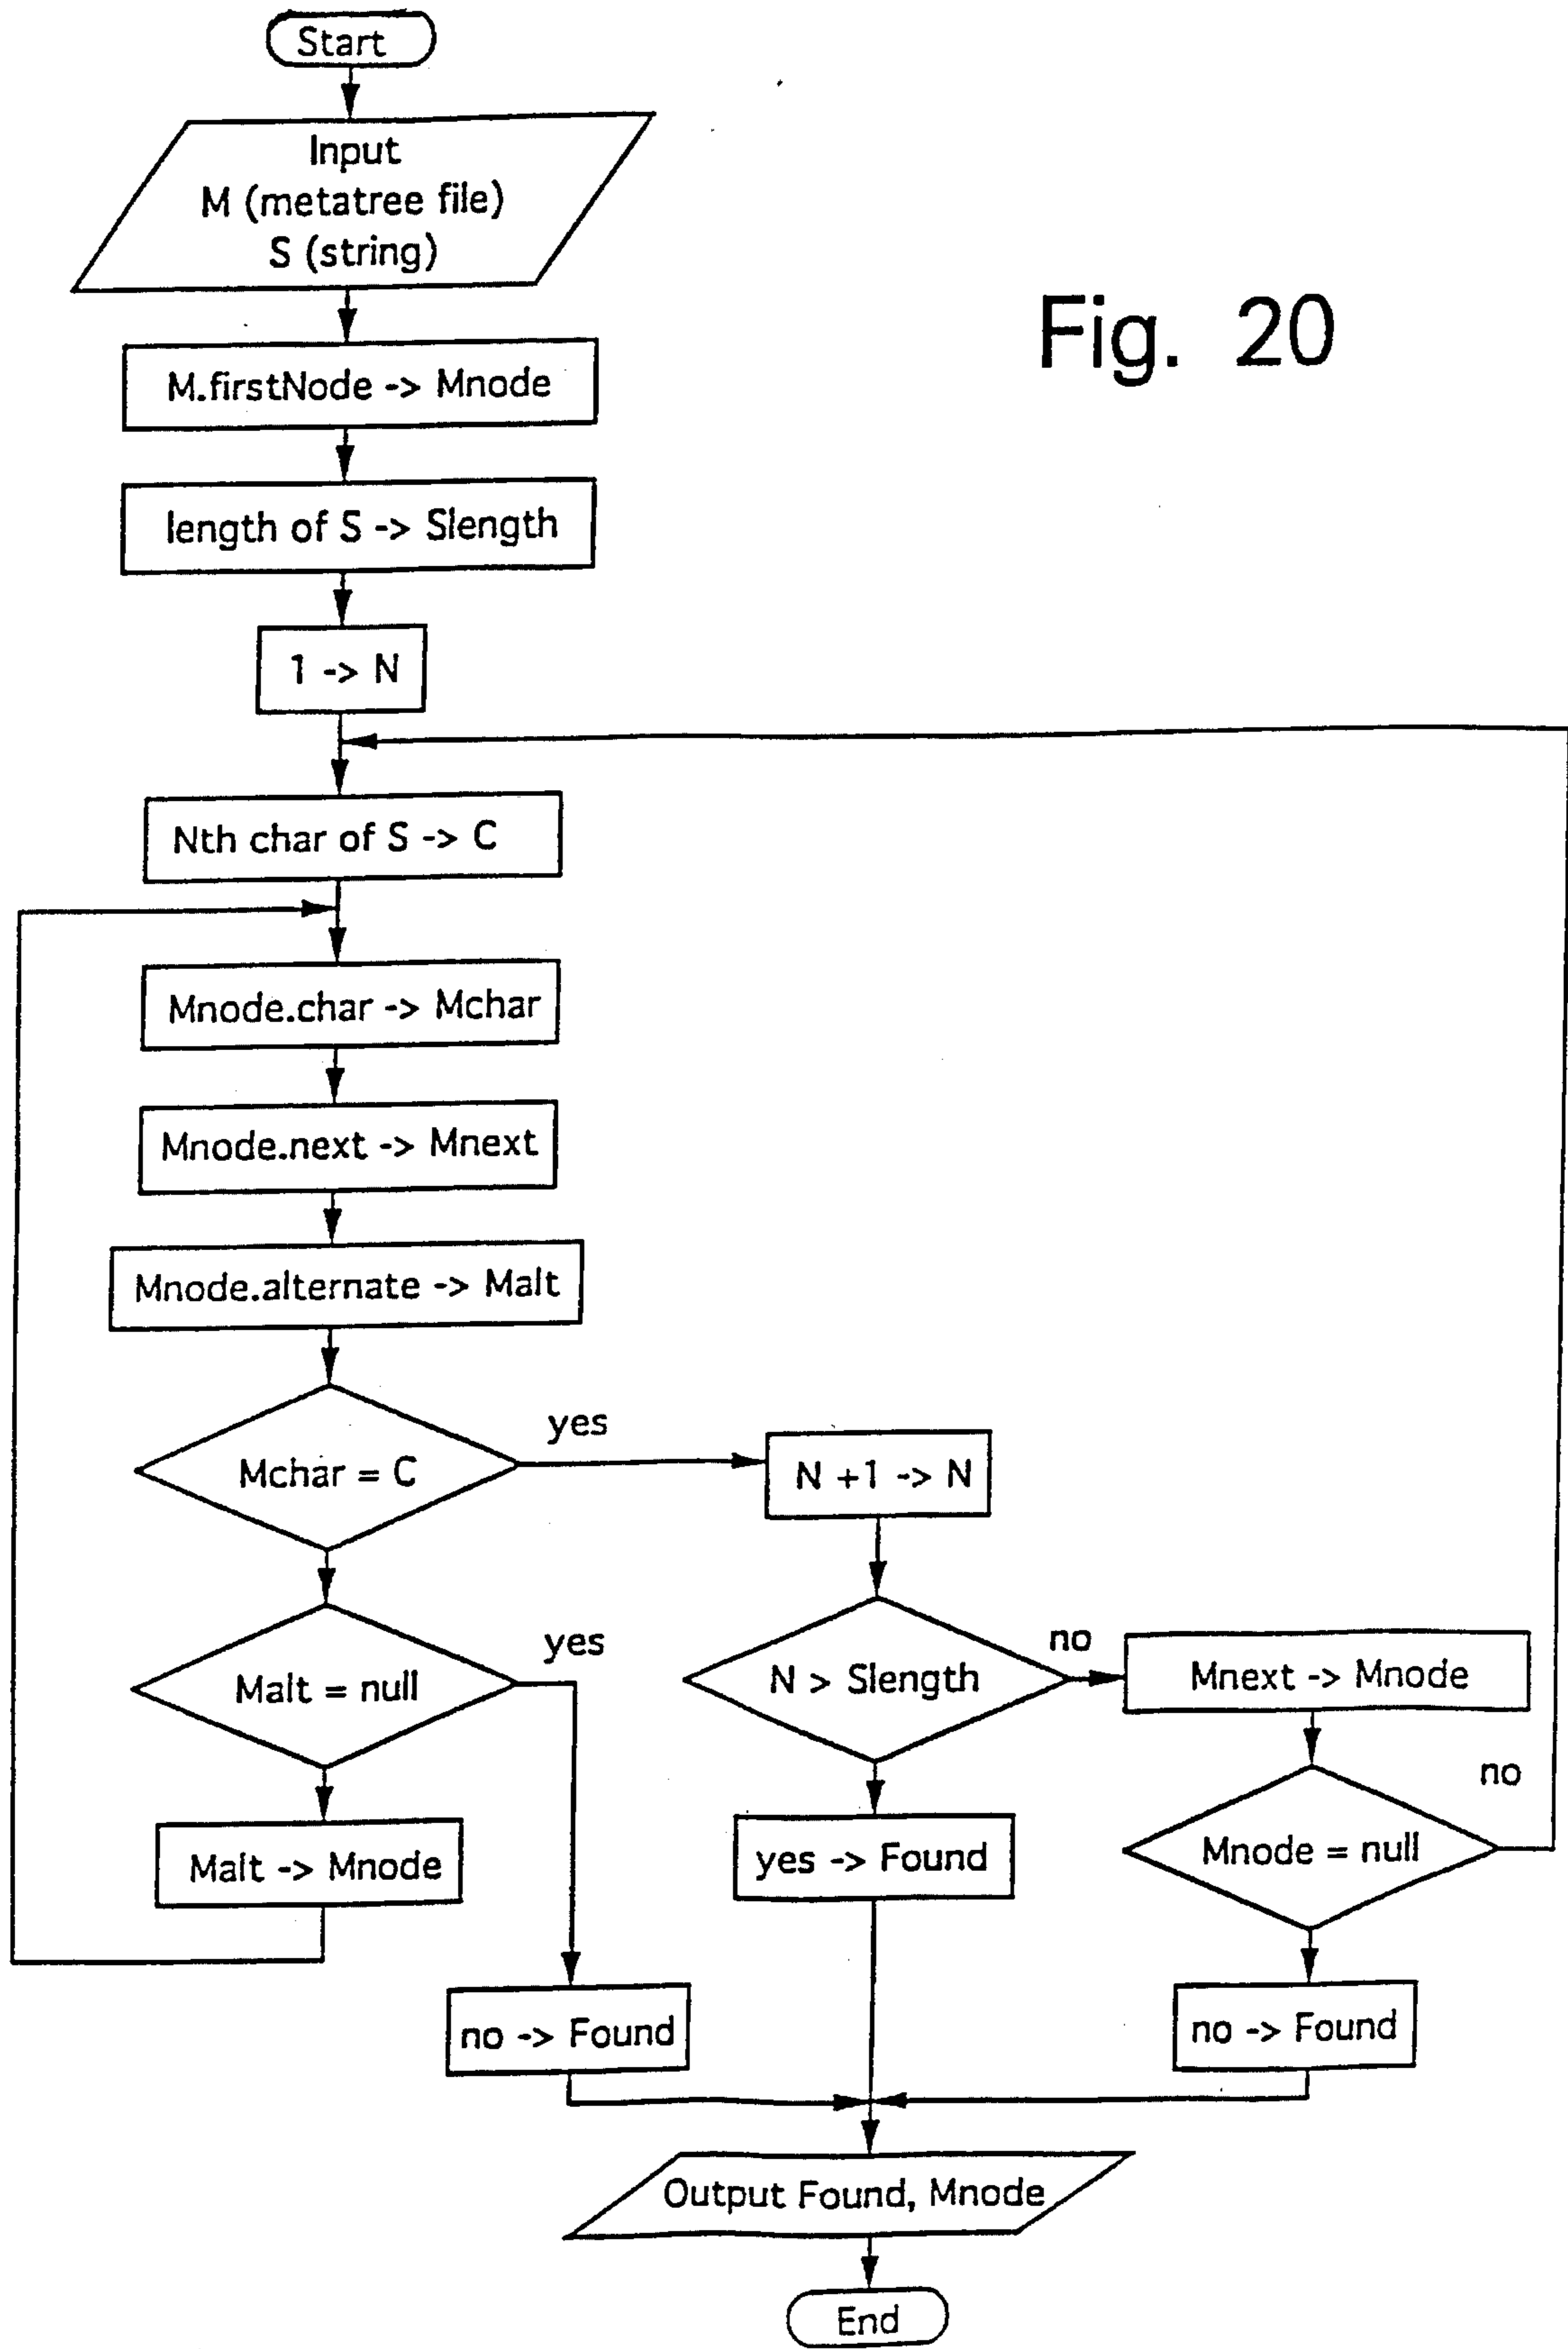 Start
Input
M (metatree file)
S (string)
Fig. 20
M.firstNode -> Mnode
length of S -> Slength
1 -> N
Nth char of S -> C
Mnode.char -> Mchar
Mnode.next -> Mnext
Mnode.alternate -> Malt
Mchar = C
yes
N +1 -> N
Malt = null
yes
N > Slength
no
Mnext -> Mnode
Malt -> Mnode
yes -> Found
Mnode = null
no
no -> Found
no -> Found
Output Found, Mnode
End